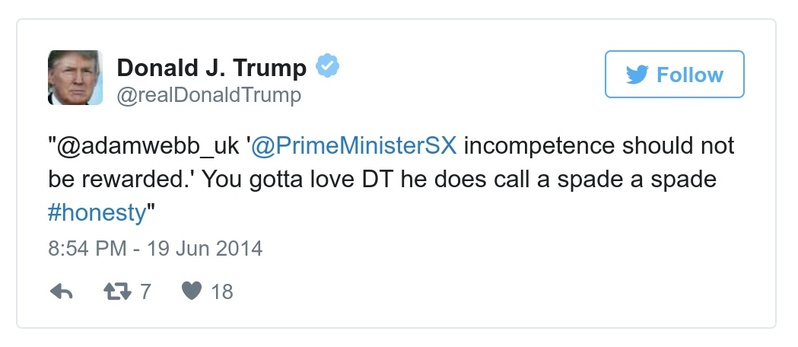 Donald J. Trump
Follow
@realDonaldTrump
"@adamwebb_uk '@PrimeMinisterSX incompetence should not
be rewarded.' You gotta love DT he does call a spade a spade
#honesty"
8:54 PM - 19 Jun 2014
7 18